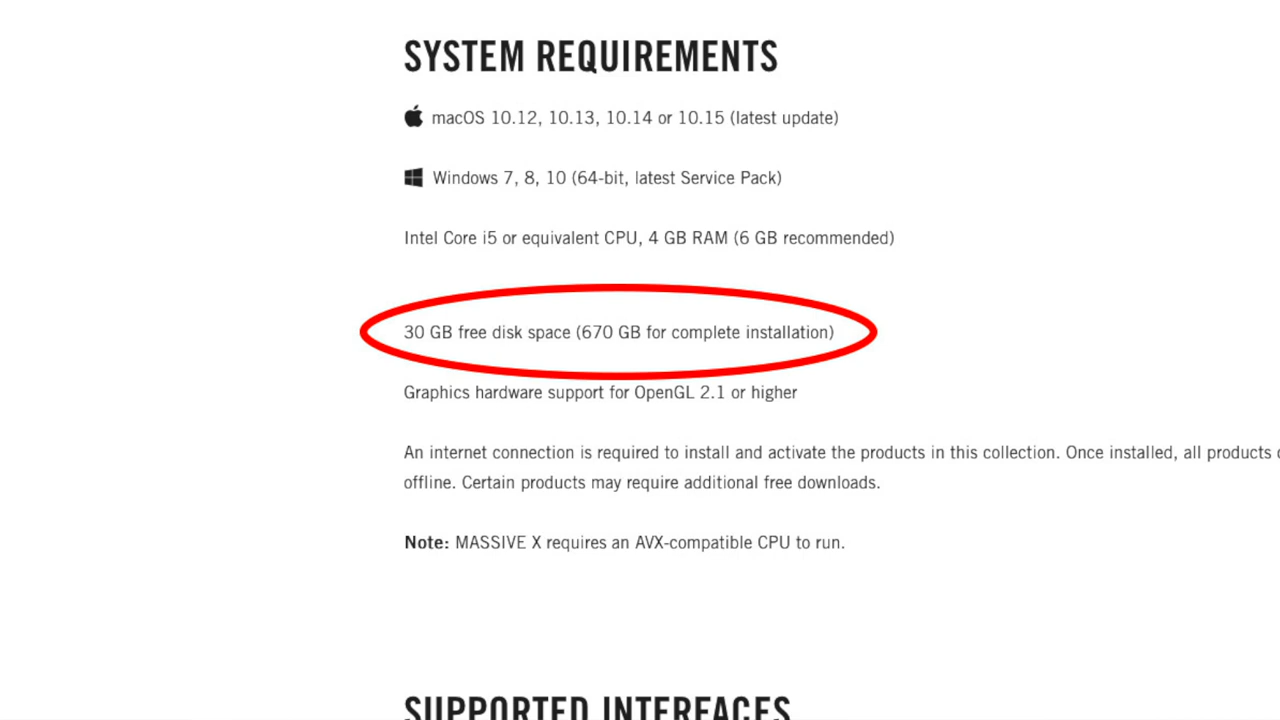 SYSTEM REQUIREMENTS
macOS 10.12, 10.13, 10.14 or 10.15 (latest update)
Windows 7, 8, 10 (64-bit, latest Service Pack)
Intel Core i5 or equivalent CPU, 4 GB RAM (6 GB recommended)
30 GB free disk space (670 GB for complete installation)
Graphics hardware support for OpenGL 2.1 or higher
An internet connection is required to install and activate the products in this collection. Once installed, all products
offline. Certain products may require additional free downloads.
Note: MASSIVE X requires an AVX-compatible CPU to run.
SUPPORTED INTERFACES